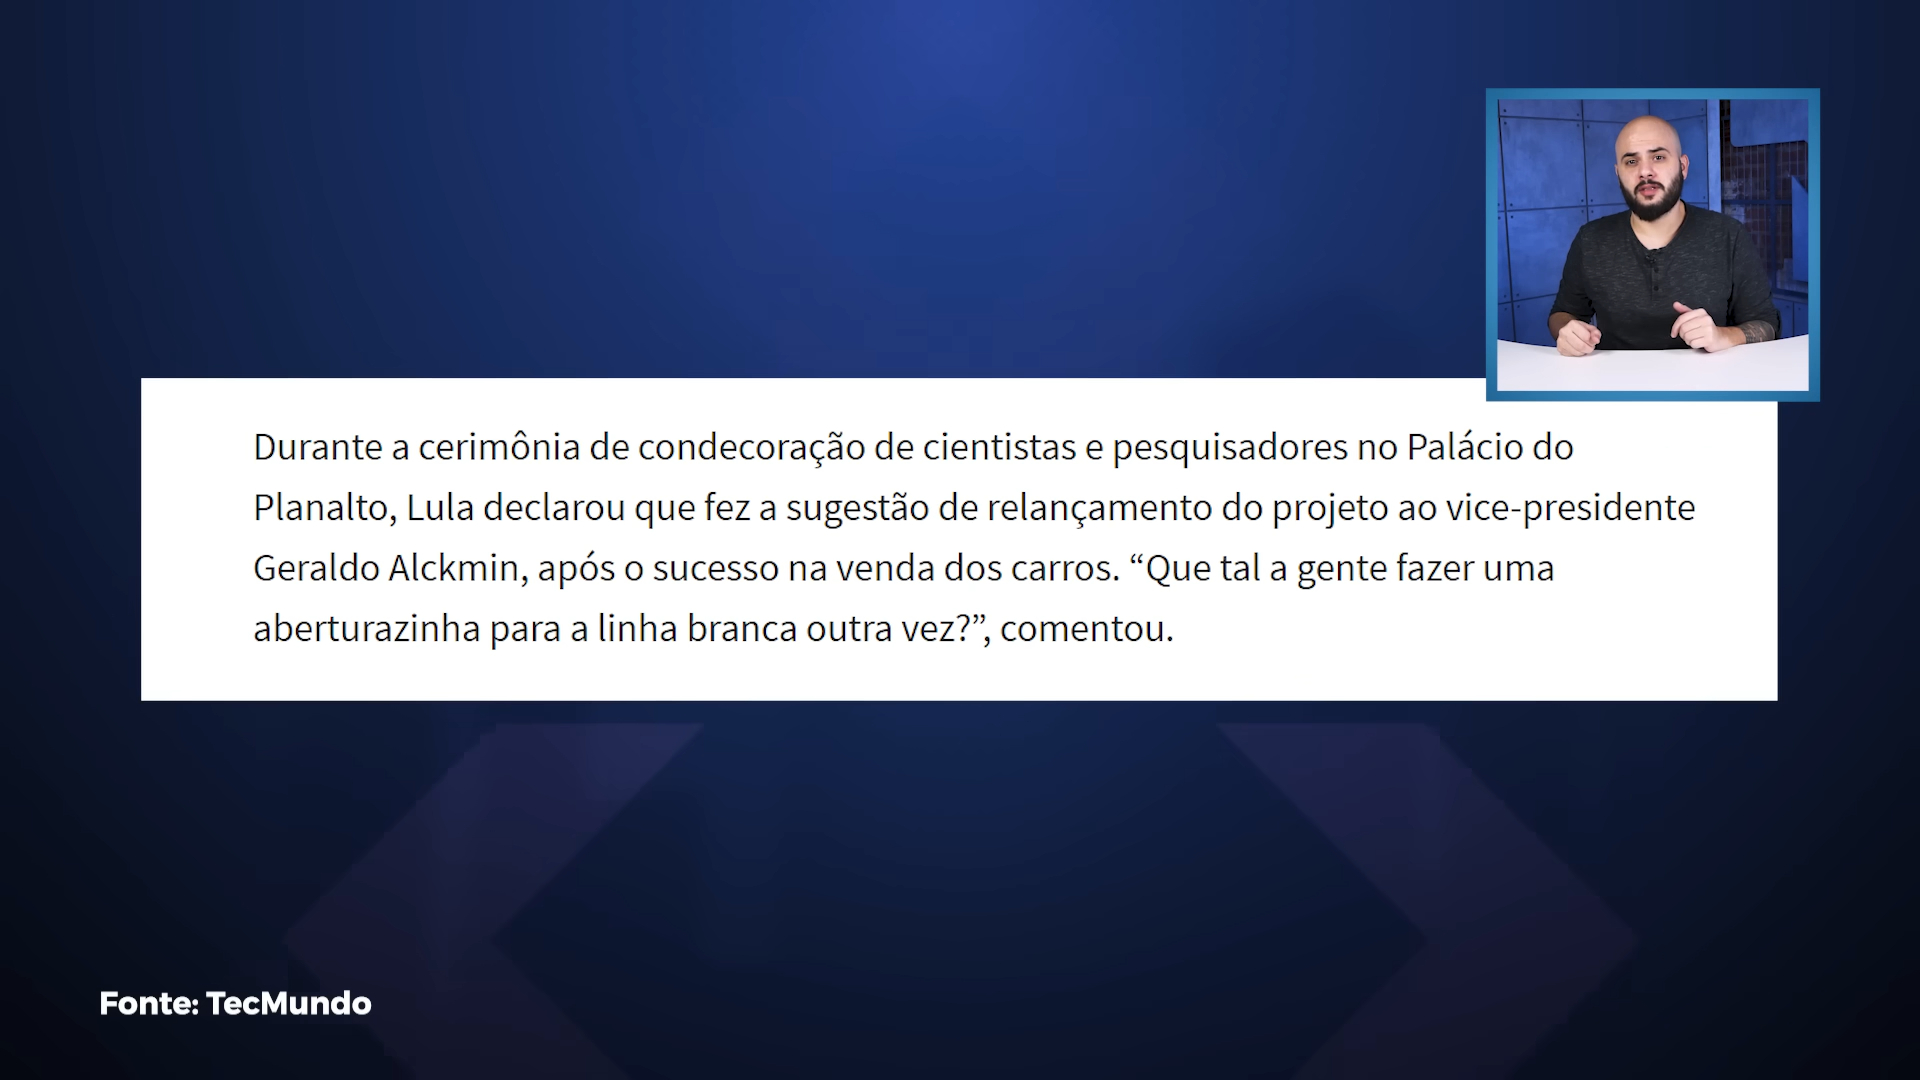 Durante a cerimônia de condecoração de cientistas e pesquisadores no Palácio do
Planalto, Lula declarou que fez a sugestão de relançamento do projeto ao vice-presidente
Geraldo Alckmin, após o sucesso na venda dos carros. “Que tal a gente fazer uma
aberturazinha para a linha branca outra vez?”, comentou.
Fonte: TecMundo